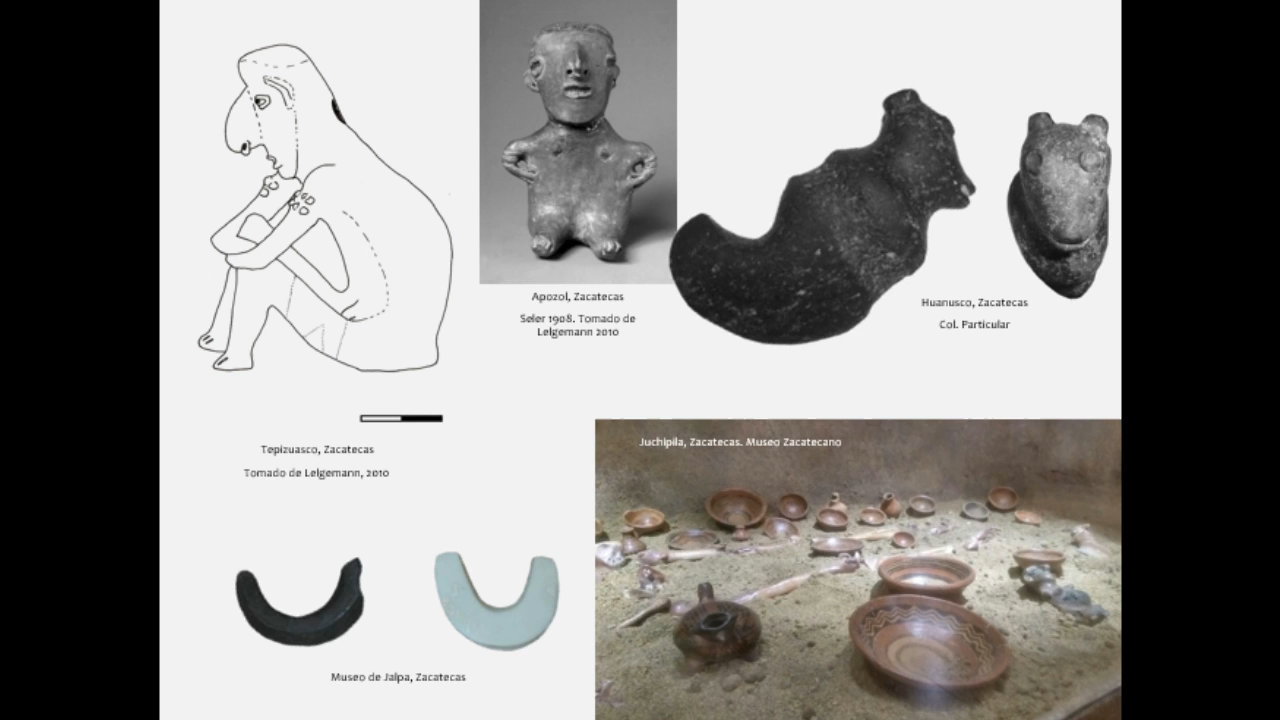 Apozol, Zacatecas
Seler 1908. Tomado de
Lelgemann 2010
Huanusco, Zacatecas
Col. Particular
Tepizuasco, Zacatecas
Tomado de Lelgemann, 2010
Juchipila, Zacatecas. Museo Zacatecano
Museo de Jalpa, Zacatecas